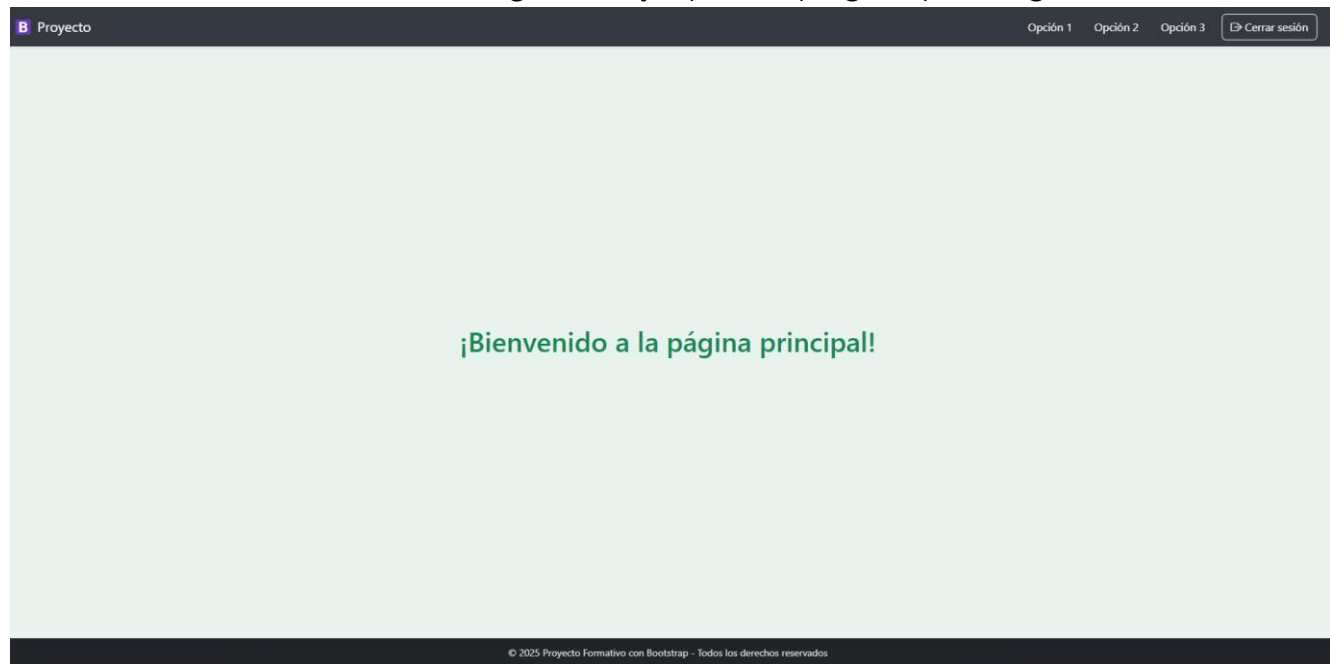 B Proyecto
Opción 1 Opción 2 Opción 3 Cerrar sesión
¡Bienvenido a la página principal!
© 2025 Proyecto Formativo con Bootstrap - Todos los derechos reservados